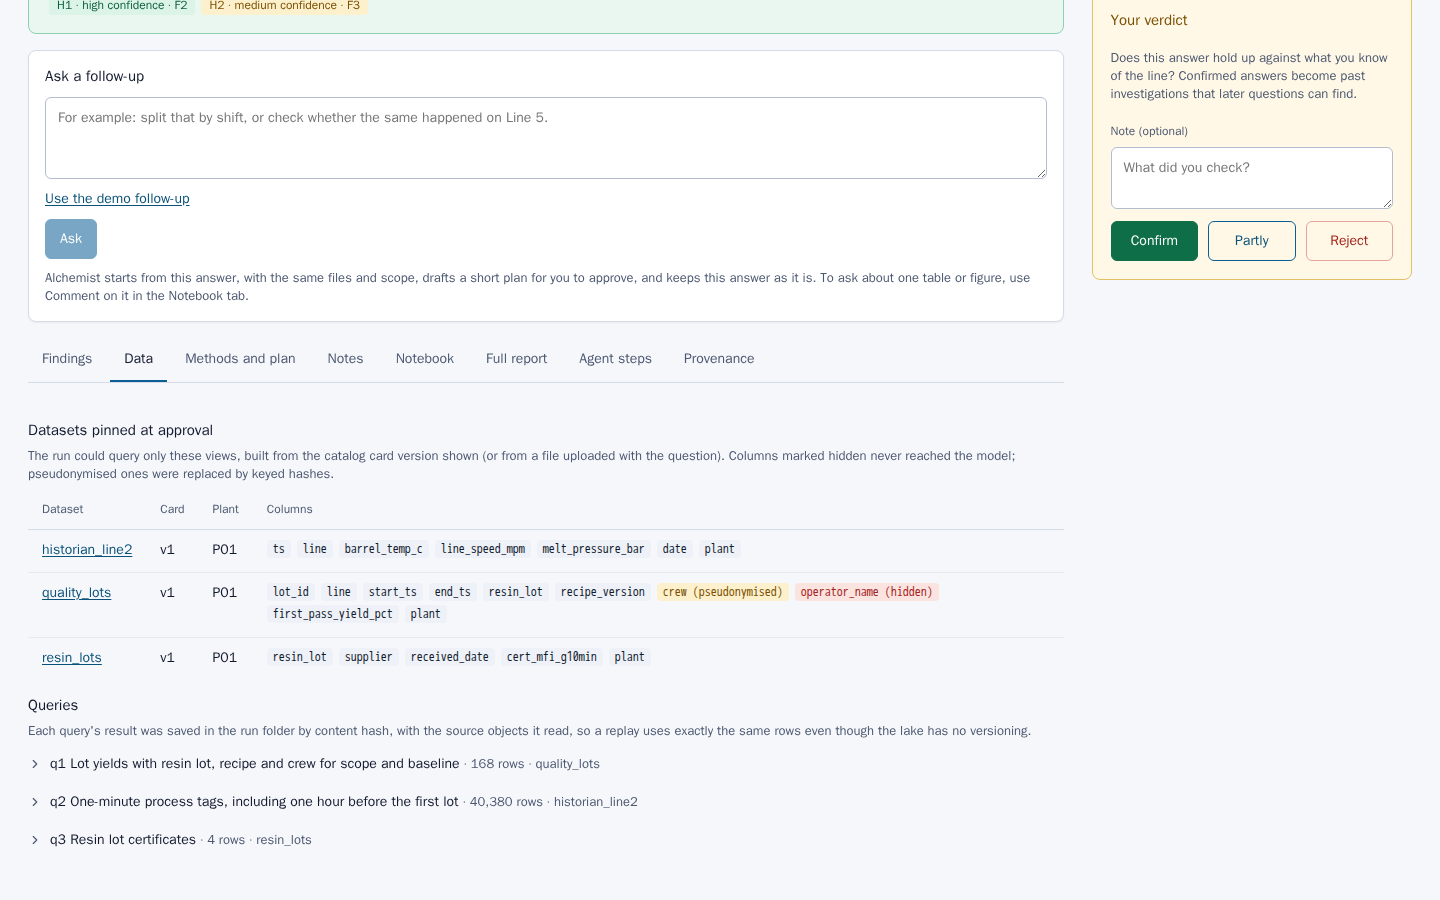 H1 · high confidence · F2 H2 · medium confidence · F3
Ask a follow-up
For example: split that by shift, or check whether the same happened on Line 5.
Use the demo follow-up
Ask
Alchemist starts from this answer, with the same files and scope, drafts a short plan for you to approve, and keeps this answer as it is. To ask about one table or figure, use
Comment on it in the Notebook tab.
Your verdict
Does this answer hold up against what you know
of the line? Confirmed answers become past
investigations that later questions can find.
Note (optional)
What did you check?
Confirm Partly Reject
Findings Data Methods and plan Notes Notebook Full report Agent steps Provenance
Datasets pinned at approval
The run could query only these views, built from the catalog card version shown (or from a file uploaded with the question). Columns marked hidden never reached the model;
pseudonymised ones were replaced by keyed hashes.
Dataset Card Plant Columns
historian_line2 v1 P01 ts line barrel_temp_c line_speed_mpm melt_pressure_bar date plant
quality_lots v1 P01 lot_id line start_ts end_ts resin_lot recipe_version crew (pseudonymised) operator_name (hidden)
first_pass_yield_pct plant
resin_lots v1 P01 resin_lot supplier received_date cert_mfi_g10min plant
Queries
Each query's result was saved in the run folder by content hash, with the source objects it read, so a replay uses exactly the same rows even though the lake has no versioning.
q1 Lot yields with resin lot, recipe and crew for scope and baseline · 168 rows · quality_lots
q2 One-minute process tags, including one hour before the first lot · 40,380 rows · historian_line2
q3 Resin lot certificates · 4 rows · resin_lots